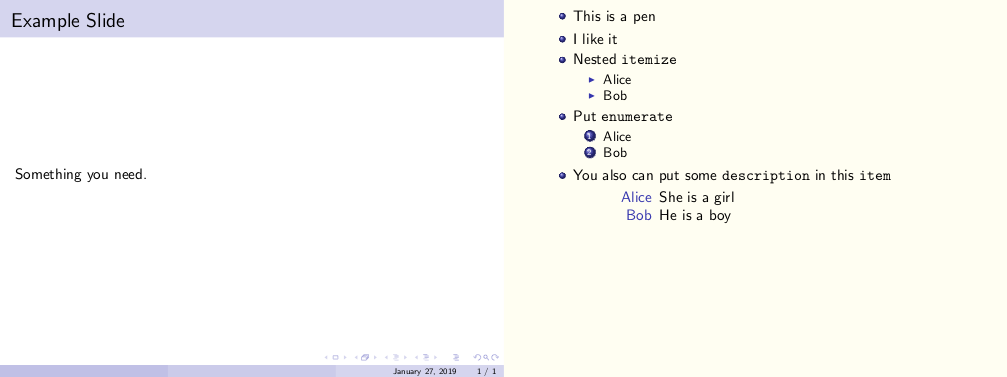 Example Slide
Something you need.
January 27, 2019 1 / 1
This is a pen
I like it
Nested itemize
Alice
Bob
Put enumerate
1 Alice
2 Bob
You also can put some description in this item
Alice She is a girl
Bob He is a boy